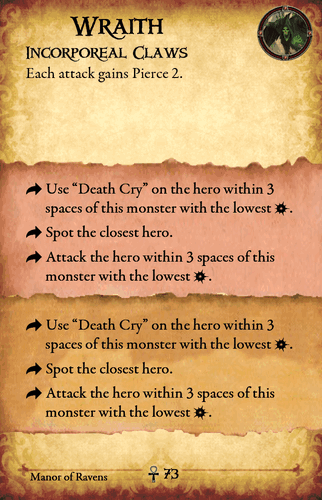 Wraith
Incorporeal Claws
Each attack gains Pierce 2.
Use “Death Cry” on the hero within 3
spaces of this monster with the lowest .
Spot the closest hero.
Attack the hero within 3 spaces of this
monster with the lowest .
Use “Death Cry” on the hero within 3
spaces of this monster with the lowest .
Spot the closest hero.
Attack the hero within 3 spaces of this
monster with the lowest .
Manor of Ravens 73